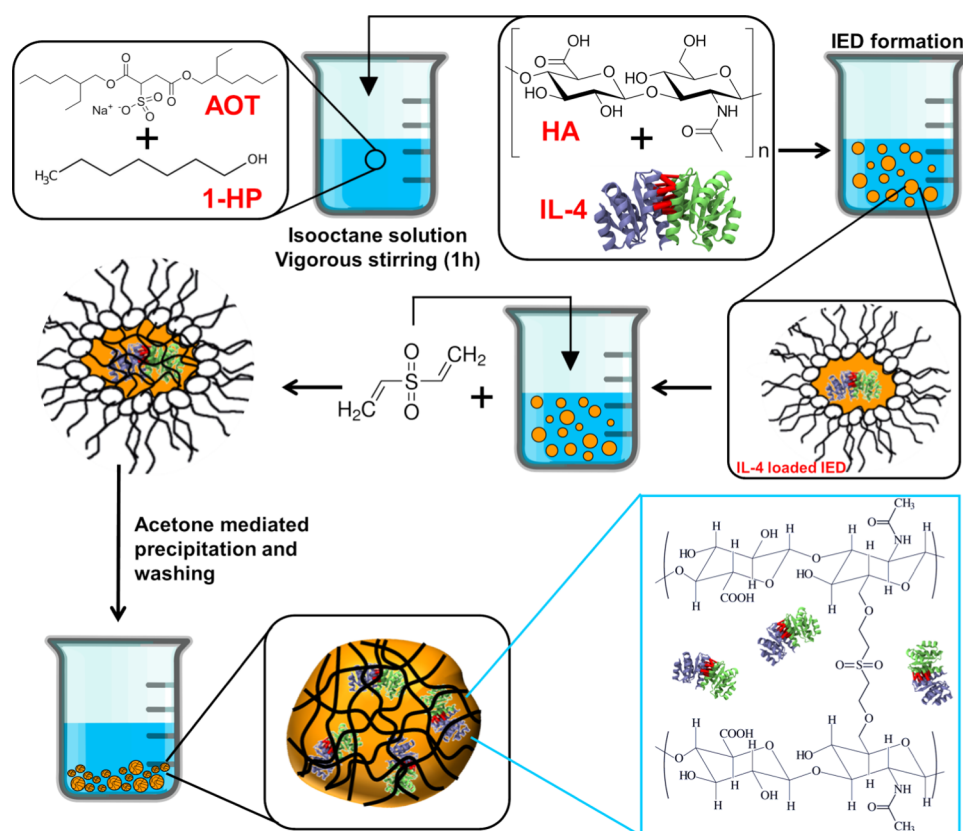 IED formation
O
O
O
O
S
O
O
O
Na⁺ ⁻O
AOT
+
H₃C
OH
1-HP
O
OH
O
HO
OH
O
HO
OH
O
O
HO
O
NH
O
n
HA
+
IL-4
Isooctane solution
Vigorous stirring (1h)
O
S
O
CH₂
H₂C
+
IL-4 loaded IED
Acetone mediated
precipitation and
washing
CH₃
O
NH
H
OH
H
H
H
HO
H
O
O
H
H
COOH
HO
H
H
O
O
O=S=O
O
COOH
H
H
HO
H
O
O
O
O
HO
H
OH
H
H
H
NH
O
CH₃